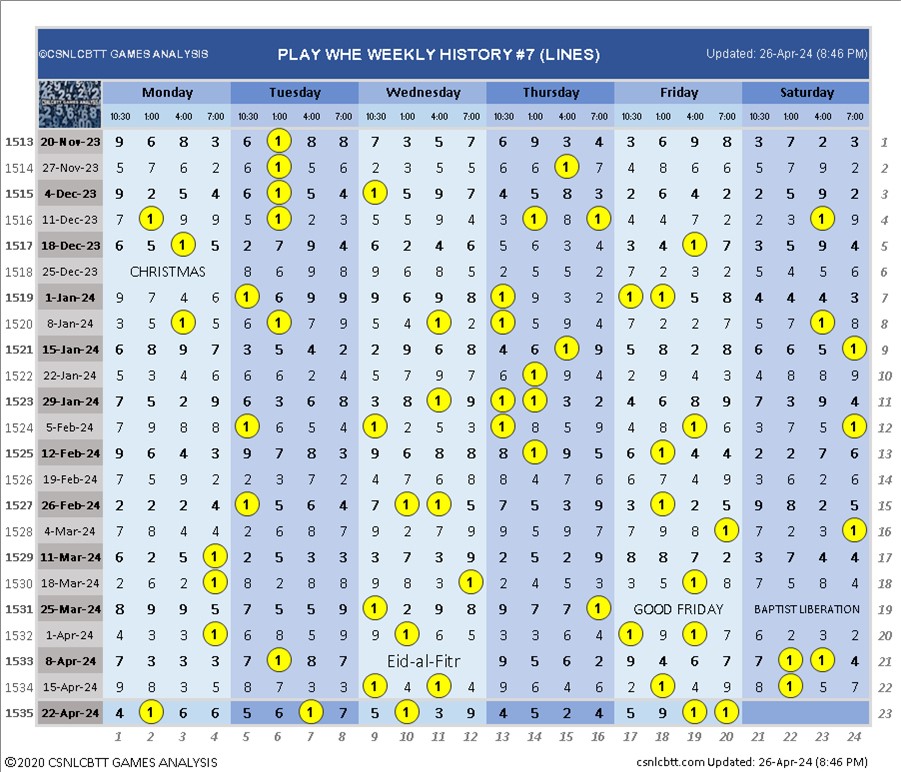 ©CSNLCBTT GAMES ANALYSIS PLAY WHE WEEKLY HISTORY #7 (LINES) Updated: 26-Apr-24 (8:46 PM)
Monday Tuesday Wednesday Thursday Friday Saturday
10:30 1:00 4:00 7:00 10:30 1:00 4:00 7:00 10:30 1:00 4:00 7:00 10:30 1:00 4:00 7:00 10:30 1:00 4:00 7:00 10:30 1:00 4:00 7:00
1513 20-Nov-23 9 6 8 3 6 1 8 8 7 3 5 7 6 9 3 4 3 6 9 8 3 7 2 3 1
1514 27-Nov-23 5 7 6 2 6 1 5 6 2 3 5 5 6 6 1 7 4 8 6 6 5 7 9 2 2
1515 4-Dec-23 9 2 5 4 6 1 5 4 1 5 9 7 4 5 8 3 2 6 4 2 2 5 9 2 3
1516 11-Dec-23 7 1 9 9 5 1 2 3 5 5 9 4 3 1 8 1 4 4 7 2 2 3 1 9 4
1517 18-Dec-23 6 5 1 5 2 7 9 4 6 2 4 6 5 6 3 4 3 4 1 7 3 5 9 4 5
1518 25-Dec-23 CHRISTMAS 8 6 9 8 9 6 8 5 2 5 5 2 7 2 3 2 5 4 5 6 6
1519 1-Jan-24 9 7 4 6 1 6 9 9 9 6 9 8 1 9 3 2 1 1 5 8 4 4 4 3 7
1520 8-Jan-24 3 5 1 3 6 1 7 9 5 4 1 2 1 5 9 4 7 2 2 7 5 7 1 8 8
1521 15-Jan-24 6 8 9 7 3 5 4 2 2 9 6 8 4 6 1 9 5 8 2 8 6 6 5 1 9
1522 22-Jan-24 5 3 4 6 6 6 2 4 5 7 9 7 6 1 9 4 2 9 4 3 4 8 8 9 10
1523 29-Jan-24 7 5 2 9 6 3 6 8 3 8 1 9 1 1 3 2 4 6 8 9 7 3 9 4 11
1524 5-Feb-24 7 9 8 8 1 6 5 4 1 2 5 3 1 8 5 9 4 8 1 6 3 7 5 1 12
1525 12-Feb-24 9 6 4 3 9 7 8 3 9 6 8 8 8 1 9 5 6 1 4 4 2 2 7 6 13
1526 19-Feb-24 7 5 9 2 2 3 7 2 4 7 6 8 8 4 7 6 6 7 4 9 3 6 2 6 14
1527 26-Feb-24 2 2 2 4 1 5 6 4 7 1 1 5 7 5 3 9 3 1 2 5 9 8 2 5 15
1528 4-Mar-24 7 8 4 4 2 6 8 7 9 2 7 9 9 5 9 7 7 9 8 1 7 2 3 1 16
1529 11-Mar-24 6 2 5 1 2 5 3 3 3 7 3 9 2 5 2 9 8 8 7 2 3 7 4 4 17
1530 18-Mar-24 2 6 2 1 8 2 8 8 9 8 3 1 2 4 5 3 3 5 1 8 7 5 8 4 18
1531 25-Mar-24 8 9 9 5 7 5 5 9 1 2 9 8 9 7 7 1 GOOD FRIDAY BAPTIST LIBERATION 19
1532 1-Apr-24 4 3 3 1 6 8 5 9 9 1 6 5 3 3 6 4 1 9 1 7 6 2 3 2 20
1533 8-Apr-24 7 3 3 3 7 1 8 7 Eid-al-Fitr 9 5 6 2 9 4 6 7 7 1 1 4 21
1534 15-Apr-24 9 8 3 5 8 7 3 3 1 4 1 4 9 6 4 6 2 1 4 9 8 1 5 7 22
1535 22-Apr-24 4 1 6 6 5 6 1 7 5 1 3 9 4 5 2 4 5 9 1 1 23
1 2 3 4 5 6 7 8 9 10 11 12 13 14 15 16 17 18 19 20 21 22 23 24
©2020 CSNLCBTT GAMES ANALYSIS csnlcbtt.com Updated: 26-Apr-24 (8:46 PM)